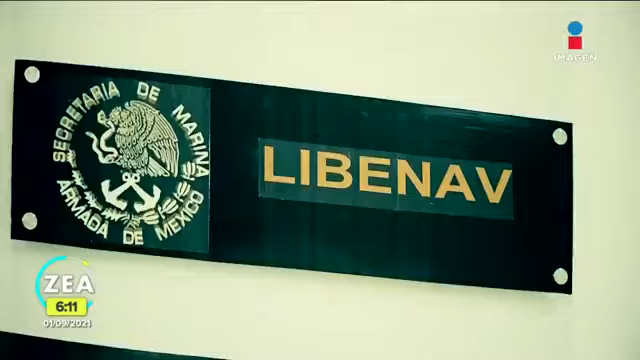 IMAGEN
SECRETARIA DE MARINA
ARMADA DE MEXICO
LIBENAV
ZEA
6:11
01/09/2021